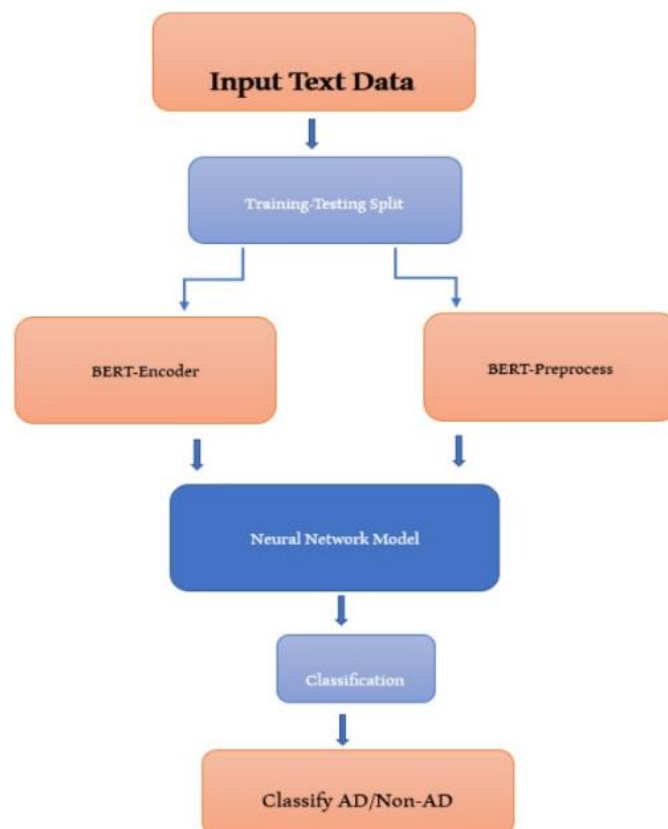 Input Text Data
Training-Testing Split
BERT-Encoder
BERT-Preprocess
Neural Network Model
Classification
Classify AD/Non-AD